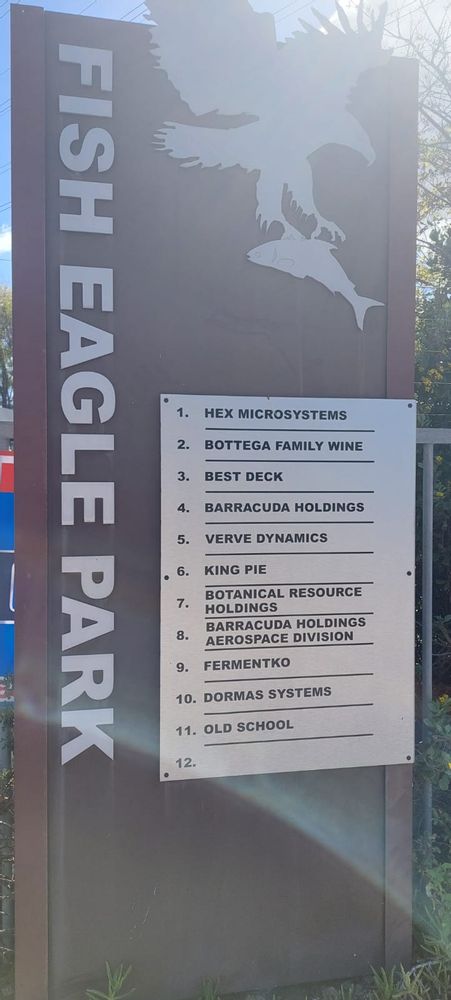 FISH EAGLE PARK
1. HEX MICROSYSTEMS
2. BOTTEGA FAMILY WINE
3. BEST DECK
4. BARRACUDA HOLDINGS
5. VERVE DYNAMICS
6. KING PIE
7. BOTANICAL RESOURCE
HOLDINGS
8. BARRACUDA HOLDINGS
AEROSPACE DIVISION
9. FERMENTKO
10. DORMAS SYSTEMS
11. OLD SCHOOL
12.